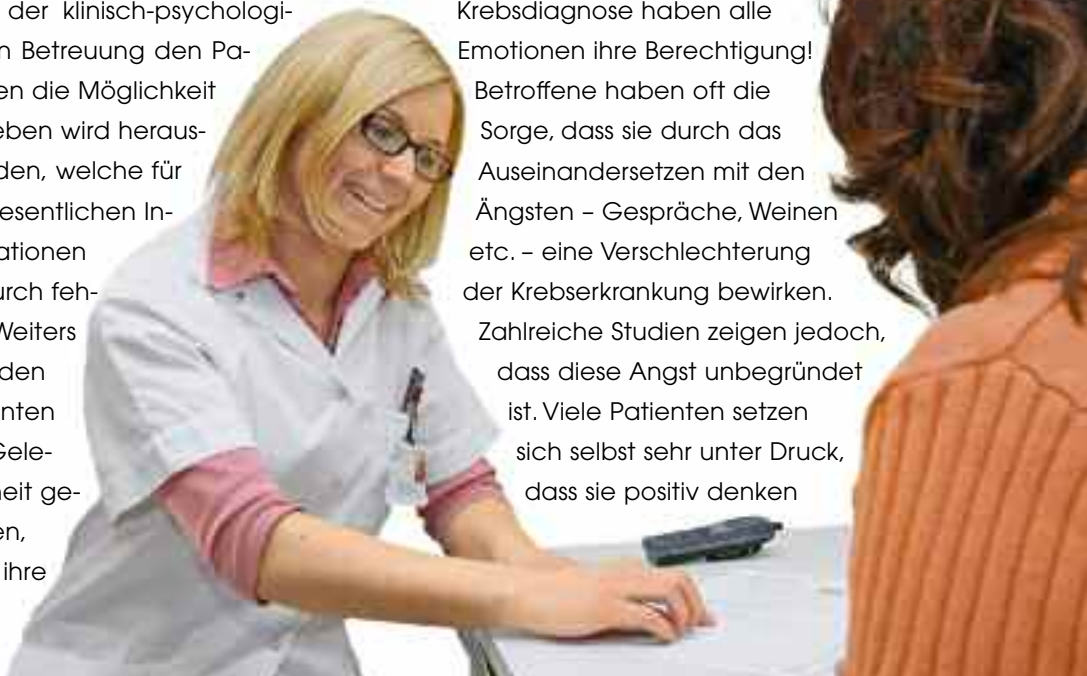 der klinisch-psychologi-
n Betreuung den Pa-
en die Möglichkeit
eben wird heraus-
den, welche für
esentlichen In-
ationen
urch feh-
Weiters
den
nten
Gele-
eit ge-
en,
ihre
Krebsdiagnose haben alle
Emotionen ihre Berechtigung!
Betroffene haben oft die
Sorge, dass sie durch das
Auseinandersetzen mit den
Ängsten – Gespräche, Weinen
etc. – eine Verschlechterung
der Krebserkrankung bewirken.
Zahlreiche Studien zeigen jedoch,
dass diese Angst unbegründet
ist. Viele Patienten setzen
sich selbst sehr unter Druck,
dass sie positiv denken